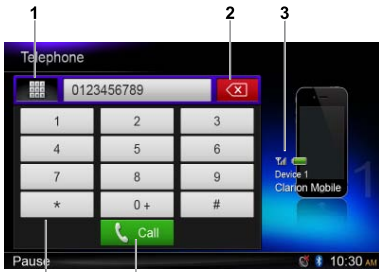 1 2 3
Telephone
0123456789
1 2 3
4 5 6
7 8 9
* 0 + #
Call
Device 1
Clarion Mobile
1
Pause
10:30 AM